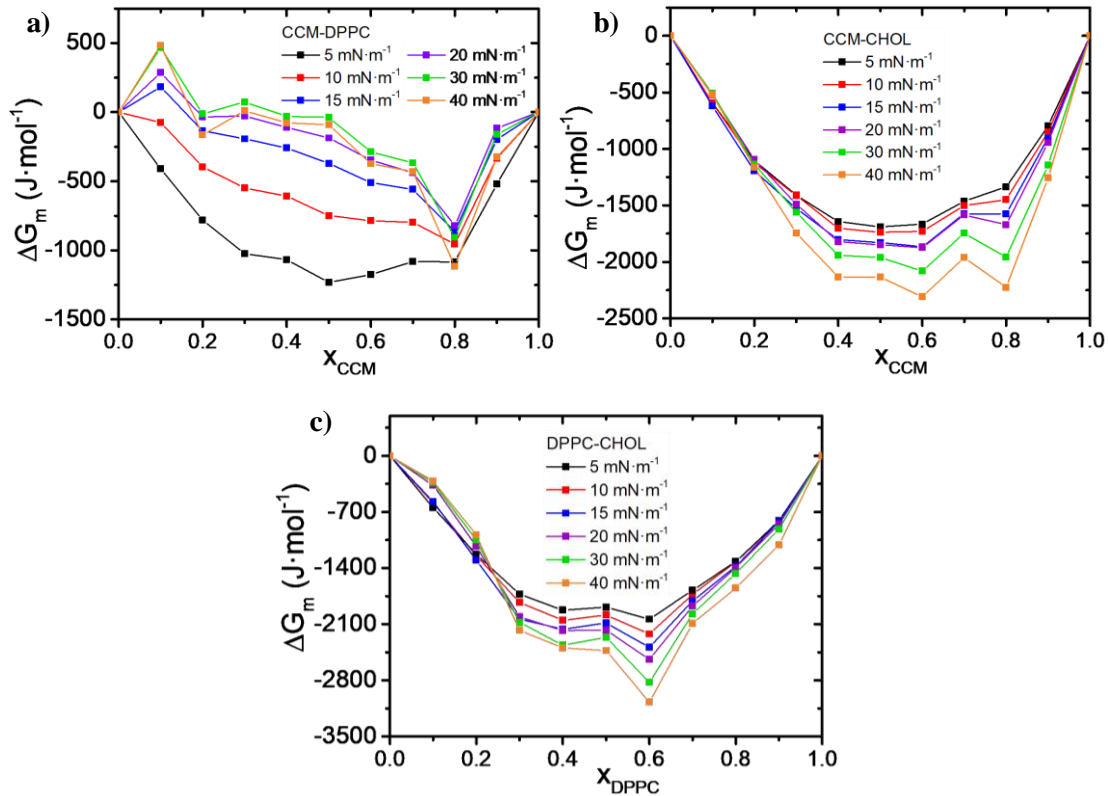 a)
CCM-DPPC
5 mN·m⁻¹ 20 mN·m⁻¹
10 mN·m⁻¹ 30 mN·m⁻¹
15 mN·m⁻¹ 40 mN·m⁻¹
500
0
-500
-1000
-1500
ΔG_m (J·mol⁻¹)
0.0 0.2 0.4 0.6 0.8 1.0
X_CCM
b)
CCM-CHOL
5 mN·m⁻¹
10 mN·m⁻¹
15 mN·m⁻¹
20 mN·m⁻¹
30 mN·m⁻¹
40 mN·m⁻¹
0
-500
-1000
-1500
-2000
-2500
ΔG_m (J·mol⁻¹)
0.0 0.2 0.4 0.6 0.8 1.0
X_CCM
c)
DPPC-CHOL
5 mN·m⁻¹
10 mN·m⁻¹
15 mN·m⁻¹
20 mN·m⁻¹
30 mN·m⁻¹
40 mN·m⁻¹
0
-700
-1400
-2100
-2800
-3500
ΔG_m (J·mol⁻¹)
0.0 0.2 0.4 0.6 0.8 1.0
X_DPPC